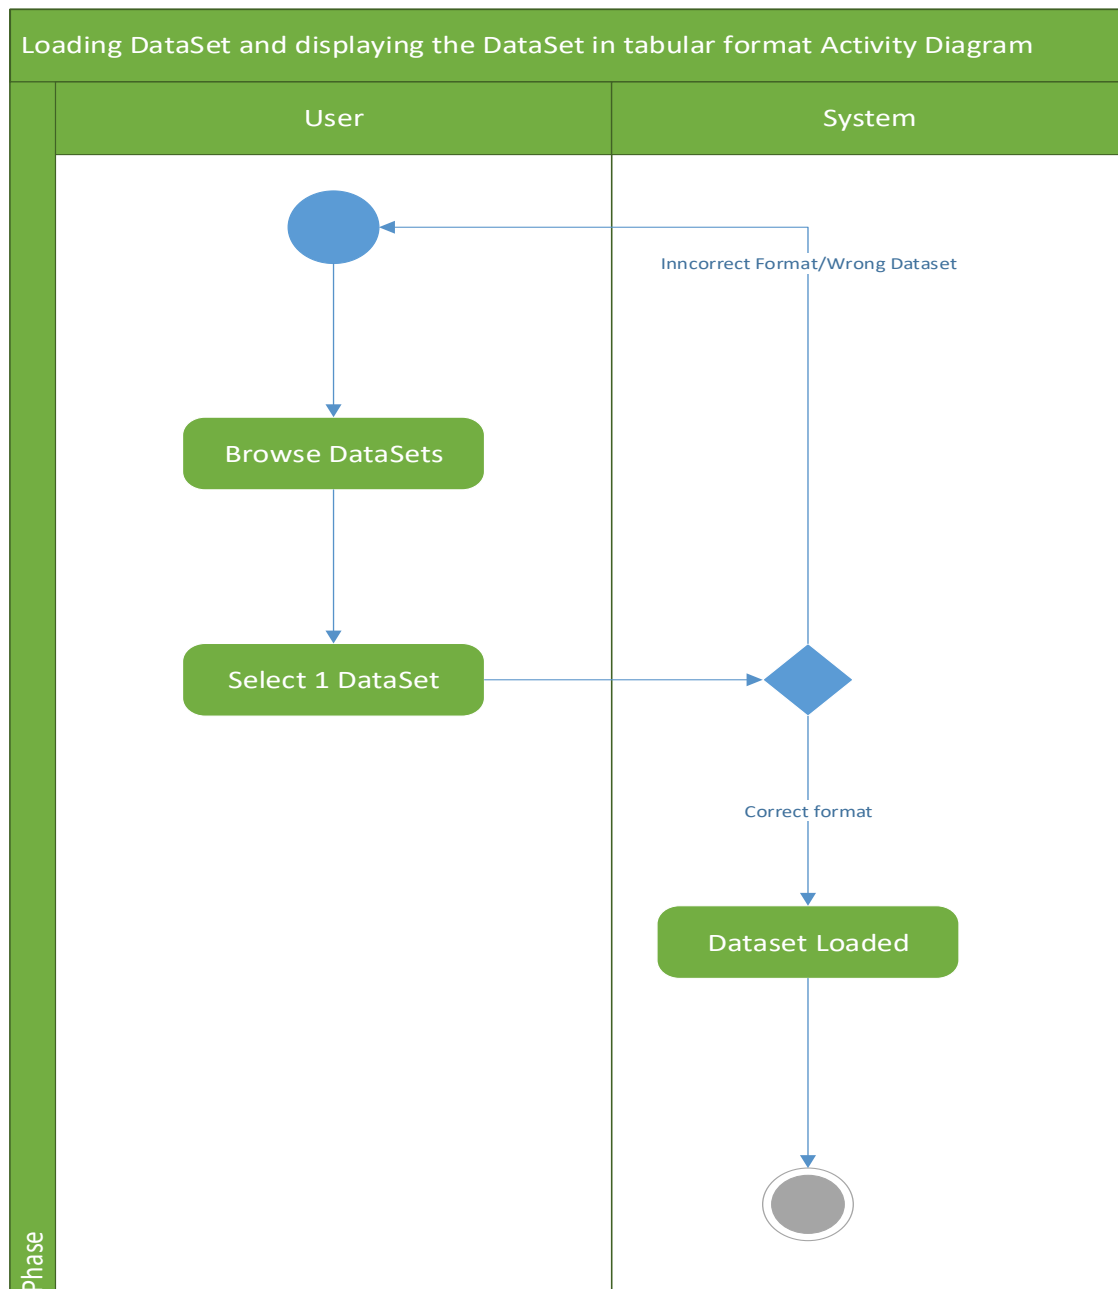 Loading DataSet and displaying the DataSet in tabular format Activity Diagram
User
System
Inncorrect Format/Wrong Dataset
Browse DataSets
Select 1 DataSet
Correct format
Dataset Loaded
Phase